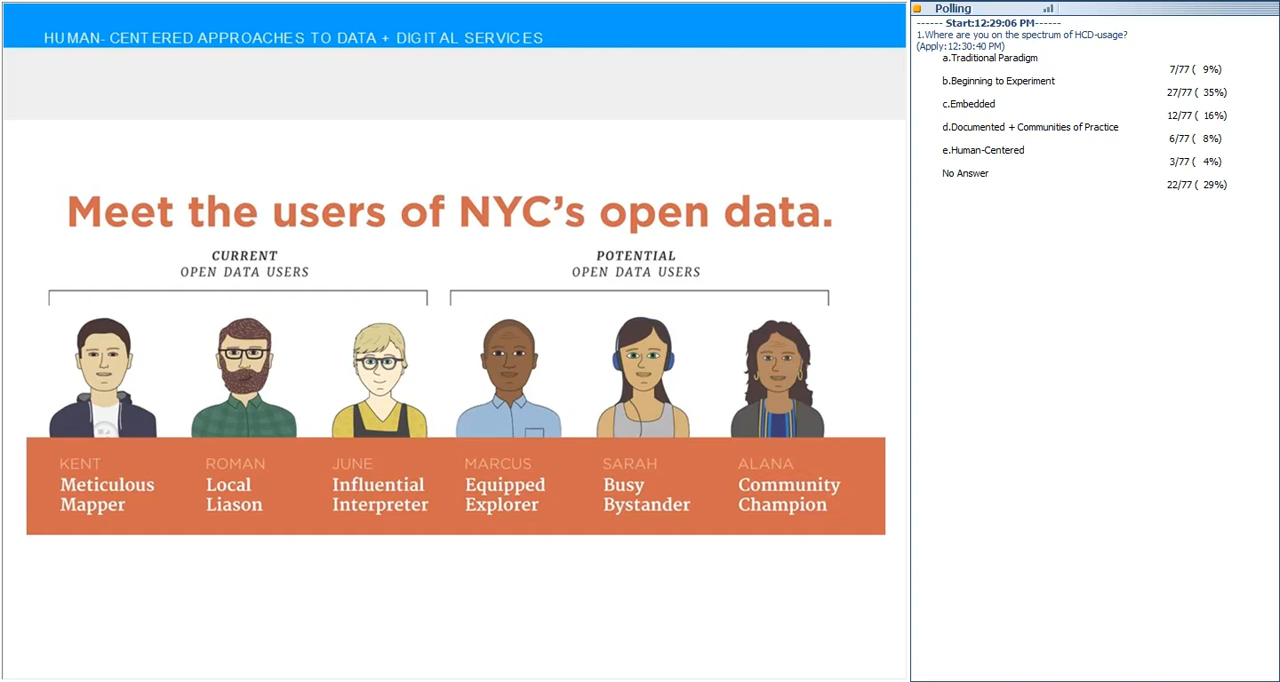 HUMAN- CENTERED APPROACHES TO DATA + DIGITAL SERVICES
Meet the users of NYC's open data.
CURRENT
OPEN DATA USERS
POTENTIAL
OPEN DATA USERS
KENT
Meticulous
Mapper
ROMAN
Local
Liason
JUNE
Influential
Interpreter
MARCUS
Equipped
Explorer
SARAH
Busy
Bystander
ALANA
Community
Champion
Polling
------ Start:12:29:06 PM------
1.Where are you on the spectrum of HCD-usage?
(Apply:12:30:40 PM)
a.Traditional Paradigm
7/77 ( 9%)
b.Beginning to Experiment
27/77 ( 35%)
c.Embedded
12/77 ( 16%)
d.Documented + Communities of Practice
6/77 ( 8%)
e.Human-Centered
3/77 ( 4%)
No Answer
22/77 ( 29%)